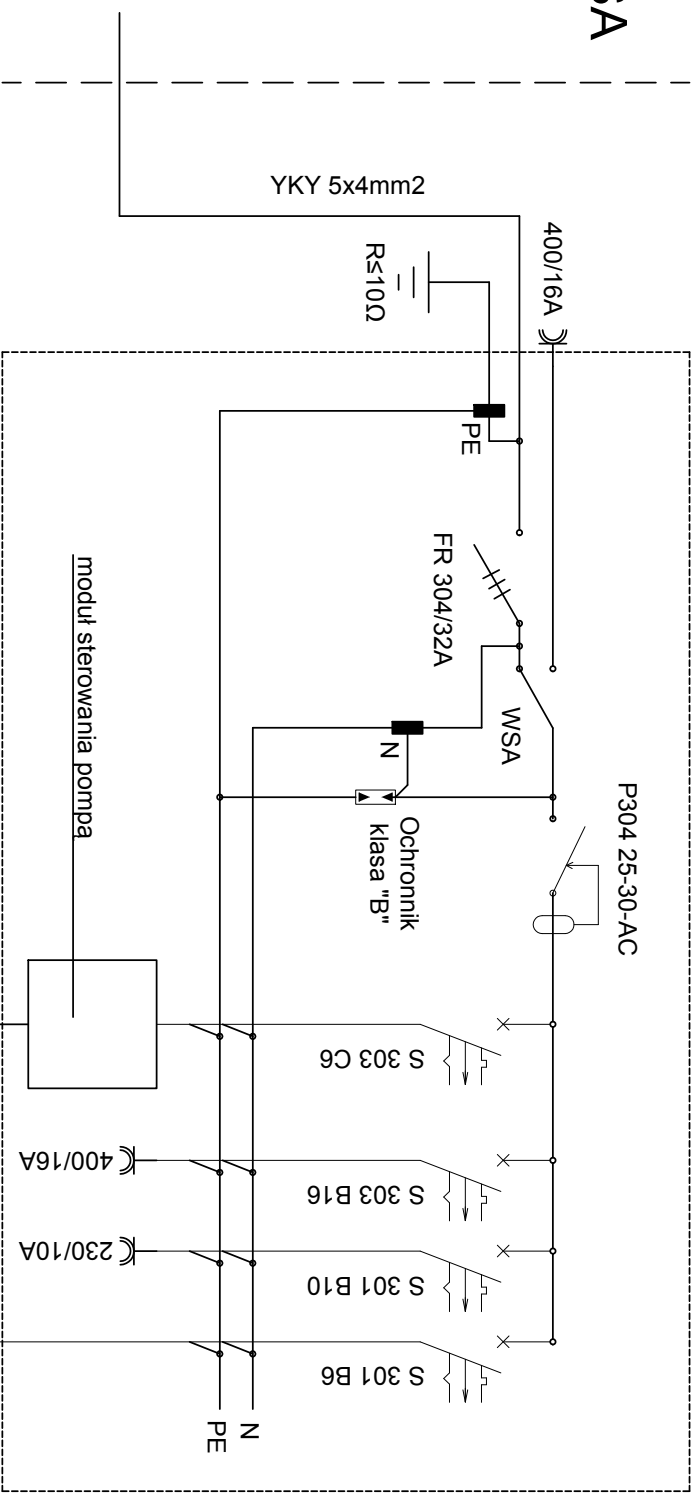 SA
YKY 5x4mm2
400/16A
R≤10Ω
PE
FR 304/32A
WSA
N
Ochronnik
klasa "B"
P304 25-30-AC
moduł sterowania pompą
S 303 C6
S 303 B16
400/16A
S 301 B10
230/10A
S 301 B6
N
PE